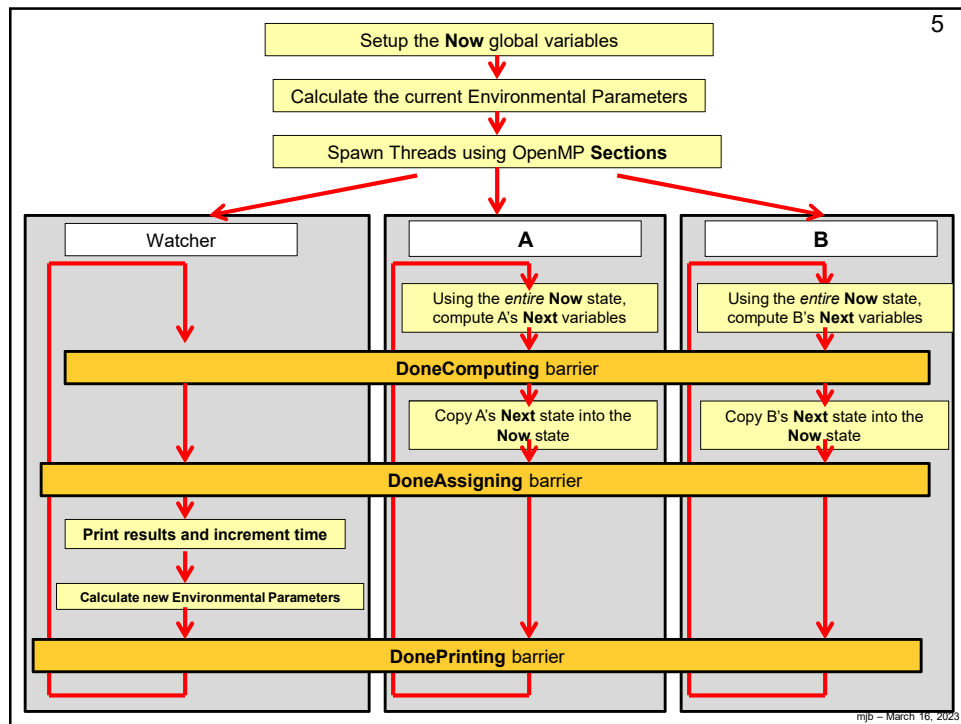 5
Setup the Now global variables
Calculate the current Environmental Parameters
Spawn Threads using OpenMP Sections
Watcher
A
B
Using the entire Now state,
compute A's Next variables
Using the entire Now state,
compute B's Next variables
DoneComputing barrier
Copy A's Next state into the
Now state
Copy B's Next state into the
Now state
DoneAssigning barrier
Print results and increment time
Calculate new Environmental Parameters
DonePrinting barrier
mjb – March 16, 2023